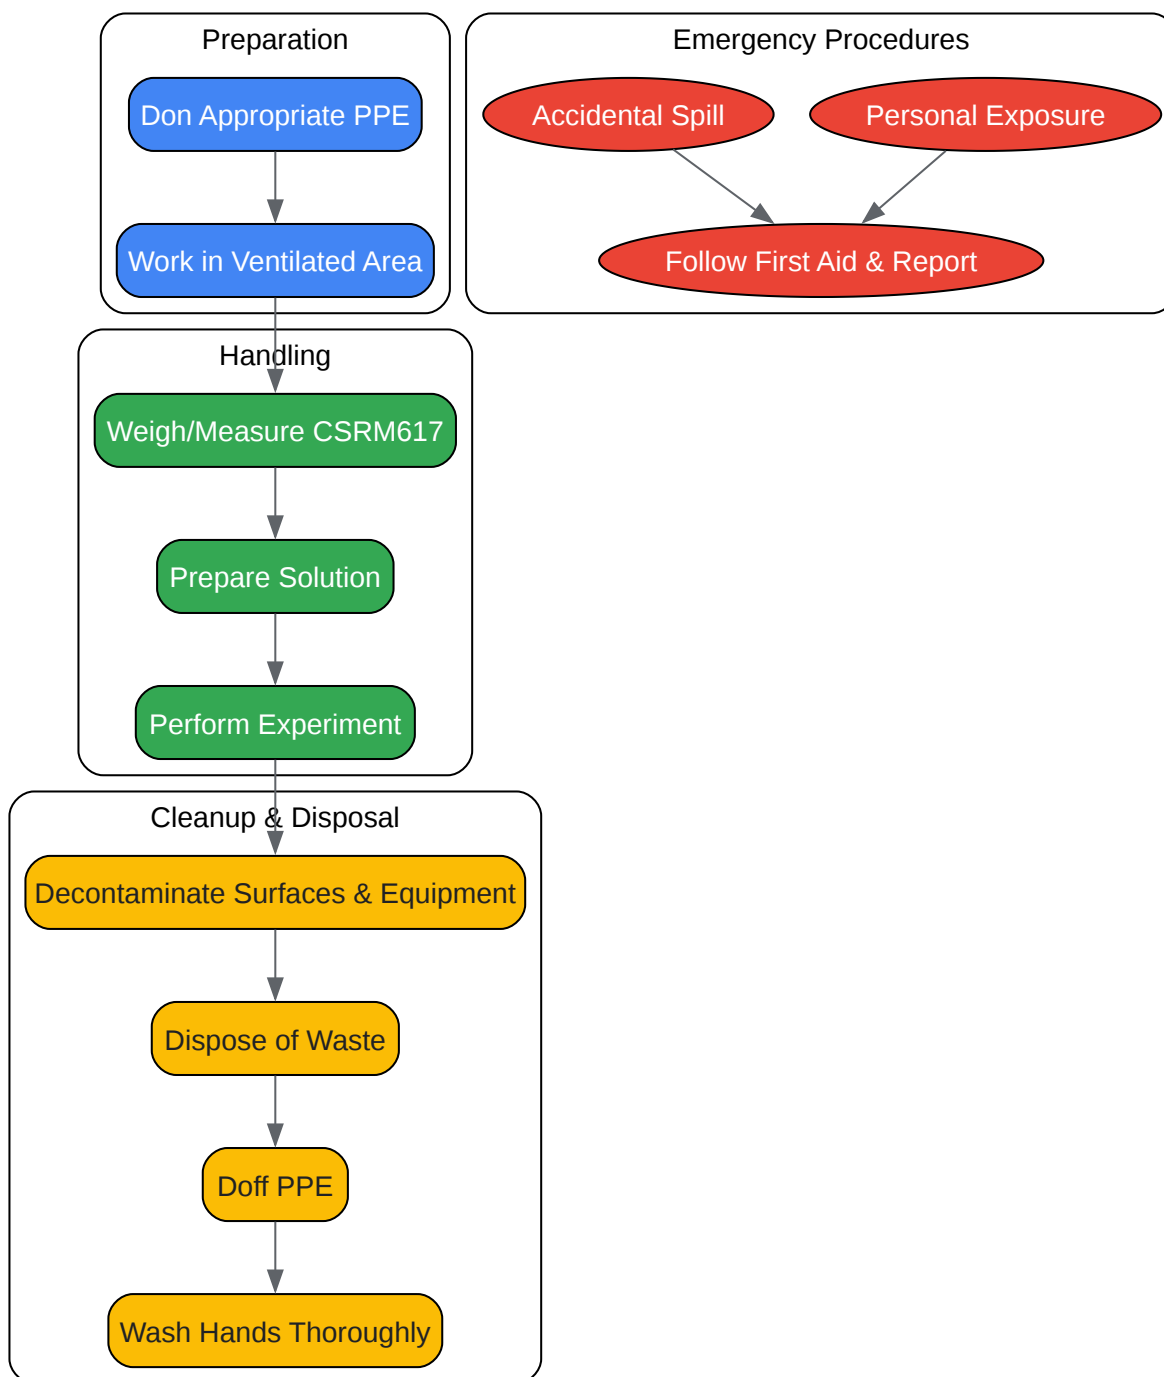 Preparation
Don Appropriate PPE
Work in Ventilated Area
Emergency Procedures
Accidental Spill
Personal Exposure
Follow First Aid & Report
Handling
Weigh/Measure CSRM617
Prepare Solution
Perform Experiment
Cleanup & Disposal
Decontaminate Surfaces & Equipment
Dispose of Waste
Doff PPE
Wash Hands Thoroughly